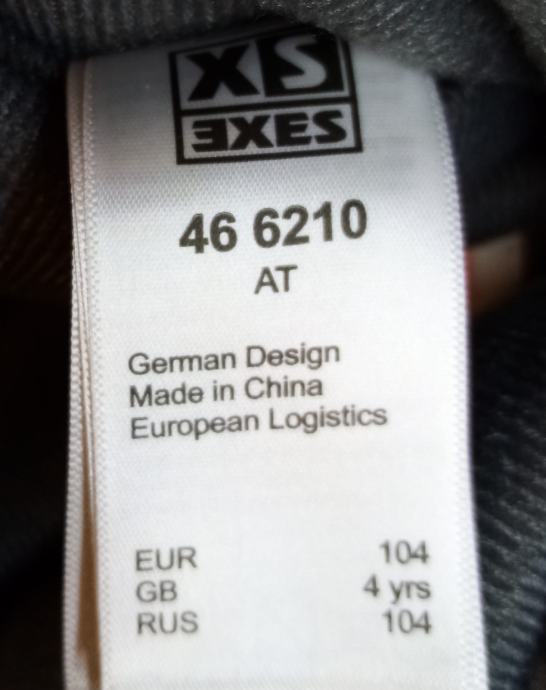 XS
EXES
46 6210
AT
German Design
Made in China
European Logistics
EUR 104
GB 4 yrs
RUS 104